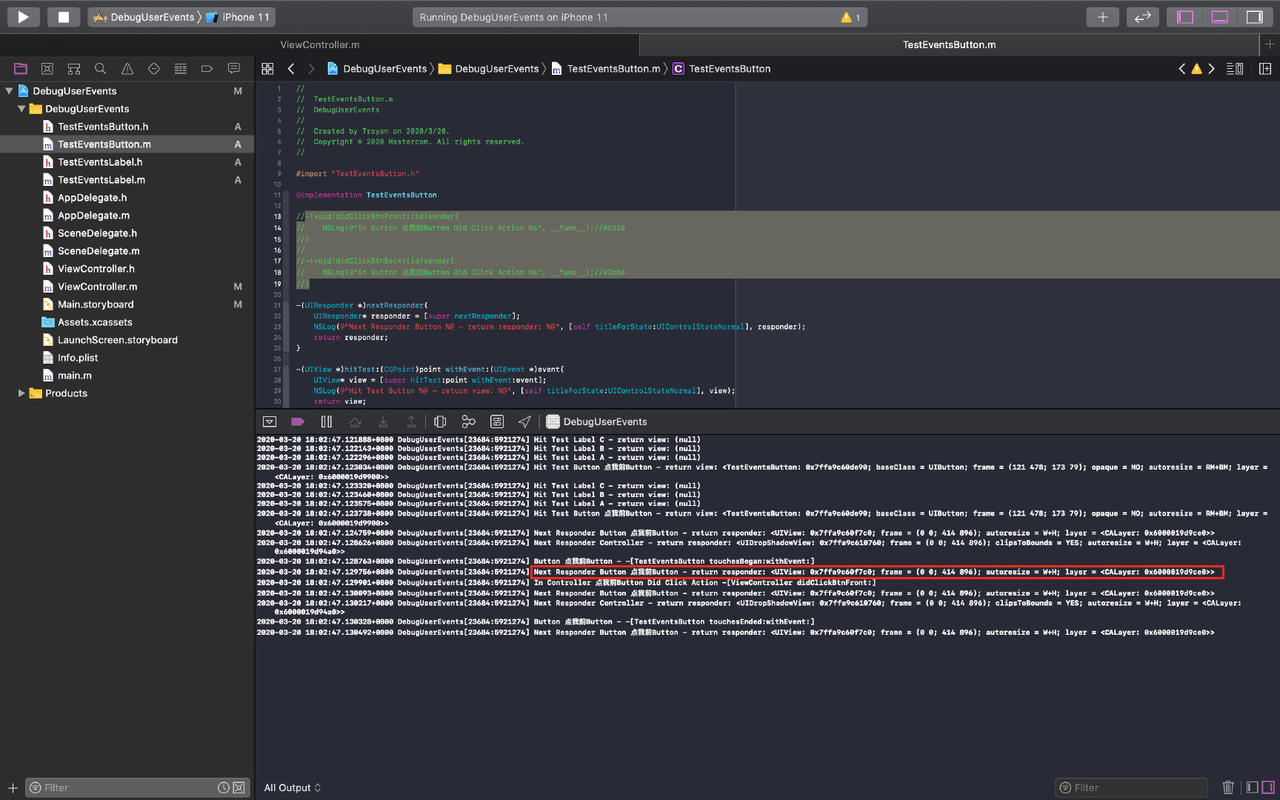 DebugUserEvents 〉 iPhone 11
Running DebugUserEvents on iPhone 11
1
ViewController.m
TestEventsButton.m
DebugUserEvents 〉 DebugUserEvents 〉 TestEventsButton.m 〉 C TestEventsButton
DebugUserEvents M
DebugUserEvents
h TestEventsButton.h A
m TestEventsButton.m A
h TestEventsLabel.h A
m TestEventsLabel.m A
h AppDelegate.h
m AppDelegate.m
h SceneDelegate.h
m SceneDelegate.m
h ViewController.h
m ViewController.m M
Main.storyboard M
Assets.xcassets
LaunchScreen.storyboard
Info.plist
m main.m
Products
Filter
1 //
2 //  TestEventsButton.m
3 //  DebugUserEvents
4 //
5 //  Created by Troyan on 2020/3/20.
6 //  Copyright © 2020 Mastercom. All rights reserved.
7 //
8
9 #import "TestEventsButton.h"
10
11 @implementation TestEventsButton
12
13 //-(void)didClickBtnFront:(id)sender{
14 //    NSLog(@"In Button 点我前Button Did Click Action %s", __func__);//05320
15 //}
16 //
17 //-(void)didClickBtnBack:(id)sender{
18 //    NSLog(@"In Button 点我后Button Did Click Action %s", __func__);//03bb0
19 //}
20
21 -(UIResponder *)nextResponder{
22     UIResponder* responder = [super nextResponder];
23     NSLog(@"Next Responder Button %@ - return responder: %@", [self titleForState:UIControlStateNormal], responder);
24     return responder;
25 }
26
27 -(UIView *)hitTest:(CGPoint)point withEvent:(UIEvent *)event{
28     UIView* view = [super hitTest:point withEvent:event];
29     NSLog(@"Hit Test Button %@ - return view: %@", [self titleForState:UIControlStateNormal], view);
30     return view;
DebugUserEvents
2020-03-20 18:02:47.121888+0800 DebugUserEvents[23684:5921274] Hit Test Label C - return view: (null)
2020-03-20 18:02:47.122143+0800 DebugUserEvents[23684:5921274] Hit Test Label B - return view: (null)
2020-03-20 18:02:47.122296+0800 DebugUserEvents[23684:5921274] Hit Test Label A - return view: (null)
2020-03-20 18:02:47.123034+0800 DebugUserEvents[23684:5921274] Hit Test Button 点我前Button - return view: <TestEventsButton: 0x7ffa9c60de90; baseClass = UIButton; frame = (121 478; 173 79); opaque = NO; autoresize = RM+BM; layer =
<CALayer: 0x6000019d9900>>
2020-03-20 18:02:47.123320+0800 DebugUserEvents[23684:5921274] Hit Test Label C - return view: (null)
2020-03-20 18:02:47.123460+0800 DebugUserEvents[23684:5921274] Hit Test Label B - return view: (null)
2020-03-20 18:02:47.123575+0800 DebugUserEvents[23684:5921274] Hit Test Label A - return view: (null)
2020-03-20 18:02:47.123738+0800 DebugUserEvents[23684:5921274] Hit Test Button 点我前Button - return view: <TestEventsButton: 0x7ffa9c60de90; baseClass = UIButton; frame = (121 478; 173 79); opaque = NO; autoresize = RM+BM; layer =
<CALayer: 0x6000019d9900>>
2020-03-20 18:02:47.124759+0800 DebugUserEvents[23684:5921274] Next Responder Button 点我前Button - return responder: <UIView: 0x7ffa9c60f7c0; frame = (0 0; 414 896); autoresize = W+H; layer = <CALayer: 0x6000019d9ce0>>
2020-03-20 18:02:47.128626+0800 DebugUserEvents[23684:5921274] Next Responder Controller - return responder: <UIDropShadowView: 0x7ffa9c610760; frame = (0 0; 414 896); clipsToBounds = YES; autoresize = W+H; layer = <CALayer:
0x6000019d94a0>>
2020-03-20 18:02:47.128763+0800 DebugUserEvents[23684:5921274] Button 点我前Button - -[TestEventsButton touchesBegan:withEvent:]
2020-03-20 18:02:47.129756+0800 DebugUserEvents[23684:5921274] Next Responder Button 点我前Button - return responder: <UIView: 0x7ffa9c60f7c0; frame = (0 0; 414 896); autoresize = W+H; layer = <CALayer: 0x6000019d9ce0>>
2020-03-20 18:02:47.129901+0800 DebugUserEvents[23684:5921274] In Controller 点我前Button Did Click Action -[ViewController didClickBtnFront:]
2020-03-20 18:02:47.130093+0800 DebugUserEvents[23684:5921274] Next Responder Button 点我前Button - return responder: <UIView: 0x7ffa9c60f7c0; frame = (0 0; 414 896); autoresize = W+H; layer = <CALayer: 0x6000019d9ce0>>
2020-03-20 18:02:47.130217+0800 DebugUserEvents[23684:5921274] Next Responder Controller - return responder: <UIDropShadowView: 0x7ffa9c610760; frame = (0 0; 414 896); clipsToBounds = YES; autoresize = W+H; layer = <CALayer:
0x6000019d94a0>>
2020-03-20 18:02:47.130328+0800 DebugUserEvents[23684:5921274] Button 点我前Button - -[TestEventsButton touchesEnded:withEvent:]
2020-03-20 18:02:47.130492+0800 DebugUserEvents[23684:5921274] Next Responder Button 点我前Button - return responder: <UIView: 0x7ffa9c60f7c0; frame = (0 0; 414 896); autoresize = W+H; layer = <CALayer: 0x6000019d9ce0>>
All Output
Filter